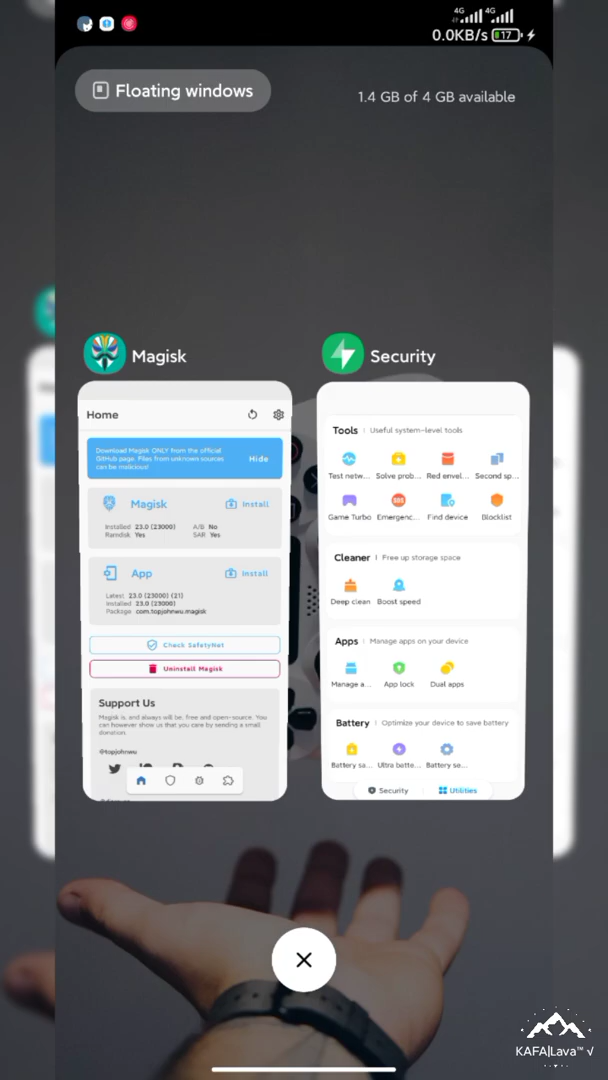 4G 4G
0.0KB/s 17
Floating windows
1.4 GB of 4 GB available
Magisk
Home
Download Magisk ONLY from the official
GitHub page. Files from unknown sources
can be malicious!
Hide
Magisk
Install
Installed 23.0 (23000) A/B No
Ramdisk Yes SAR Yes
App
Install
Latest 23.0 (23000) (21)
Installed 23.0 (23000)
Package com.topjohnwu.magisk
Check SafetyNet
Uninstall Magisk
Support Us
Magisk is, and always will be, free and open-source. You
can however show us that you care by sending a small
donation.
@topjohnwu
Security
Tools | Useful system-level tools
Test netw... Solve prob... Red envel... Second sp...
SOS
Game Turbo Emergenc... Find device Blocklist
Cleaner | Free up storage space
Deep clean Boost speed
Apps | Manage apps on your device
Manage a... App lock Dual apps
Battery | Optimize your device to save battery
Battery sa... Ultra batte... Battery se...
Security Utilities
KAFA|Lava™ √